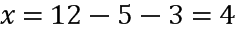 x = 12 − 5 − 3 = 4